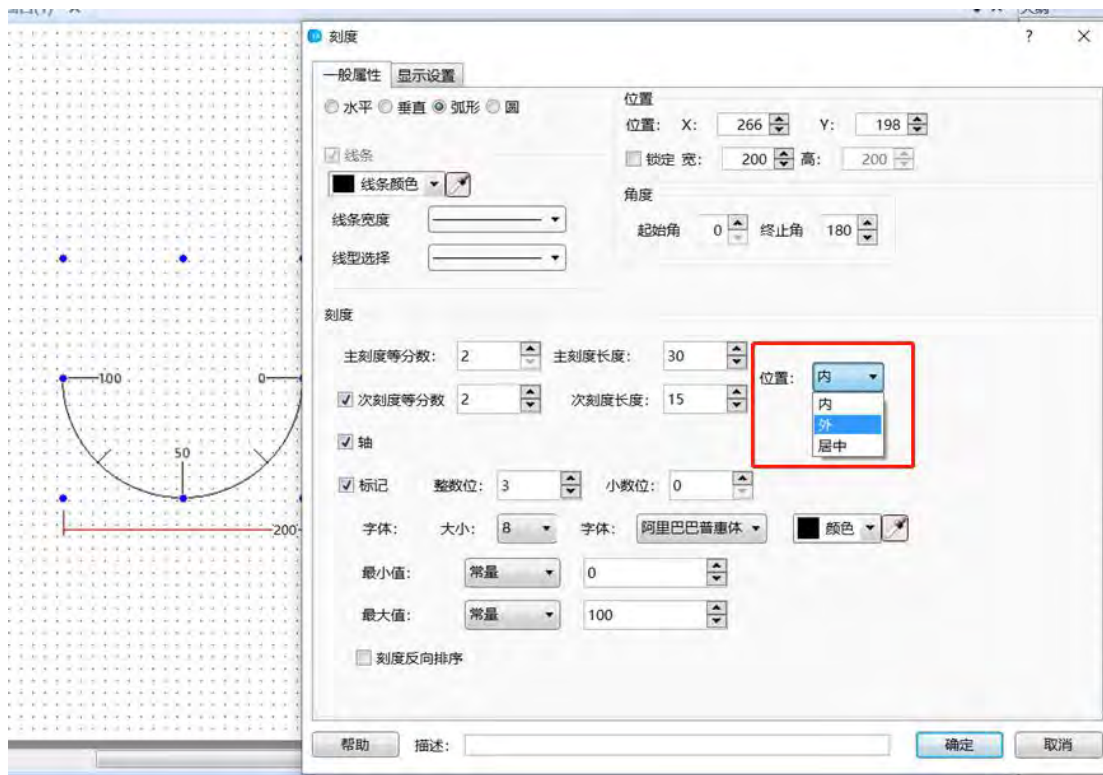 刻度
?
一般属性 显示设置
水平 垂直 弧形 圆
位置
位置: X: 266 Y: 198
线条
锁定 宽: 200 高: 200
线条颜色
角度
线条宽度
起始角 0 终止角 180
线型选择
刻度
主刻度等分数: 2 主刻度长度: 30
位置: 内
次刻度等分数 2 次刻度长度: 15
内
外
居中
轴
标记 整数位: 3 小数位: 0
字体: 大小: 8 字体: 阿里巴巴普惠体 颜色
最小值: 常量 0
最大值: 常量 100
刻度反向排序
帮助 描述: 确定 取消
100 0
50
200